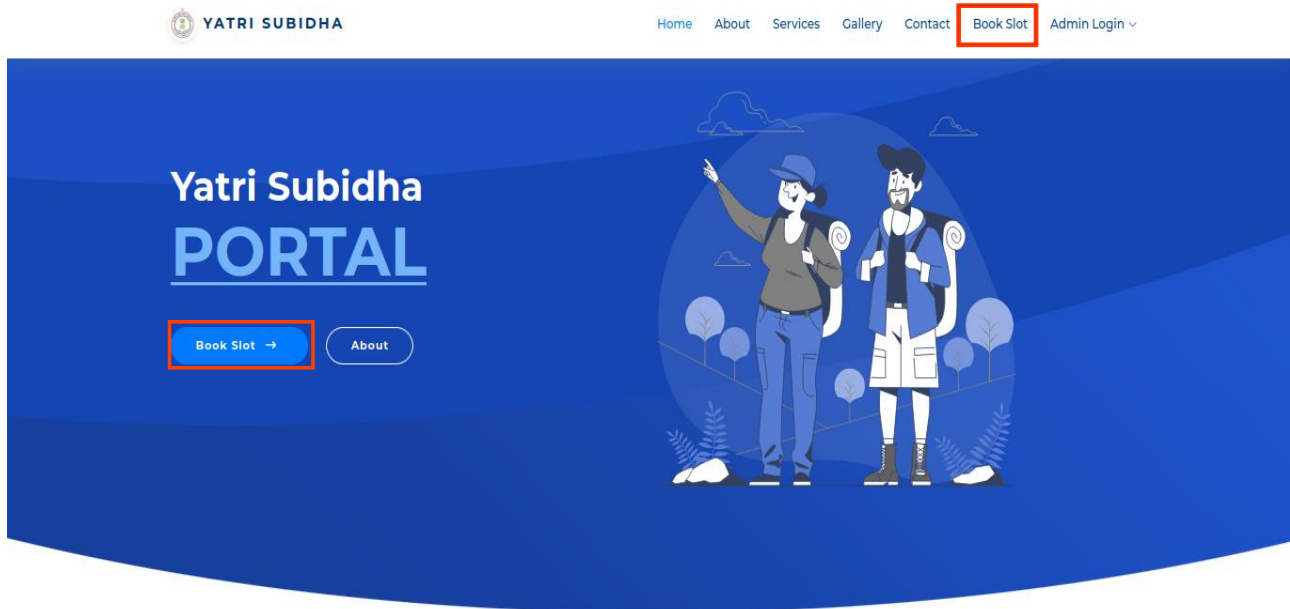 YATRI SUBIDHA
Home About Services Gallery Contact Book Slot Admin Login
Yatri Subidha
PORTAL
Book Slot → About